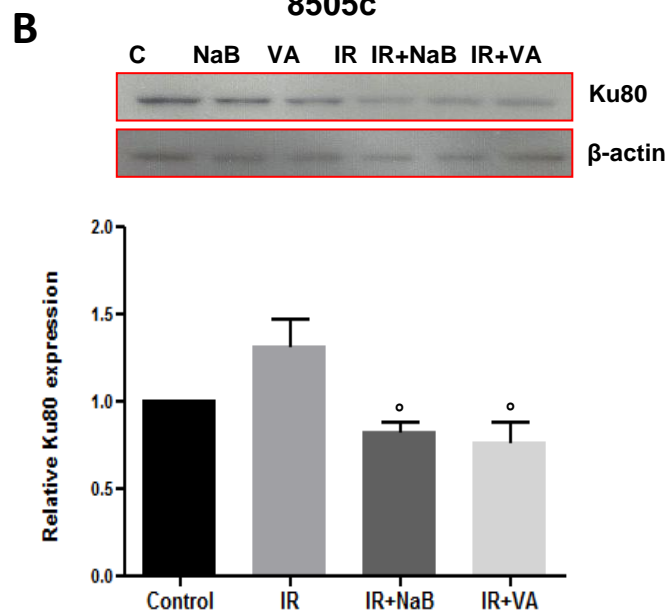 8505c
B
C NaB VA IR IR+NaB IR+VA
Ku80
β-actin
2.0
1.5
1.0
0.5
0.0
Relative Ku80 expression
Control IR IR+NaB IR+VA